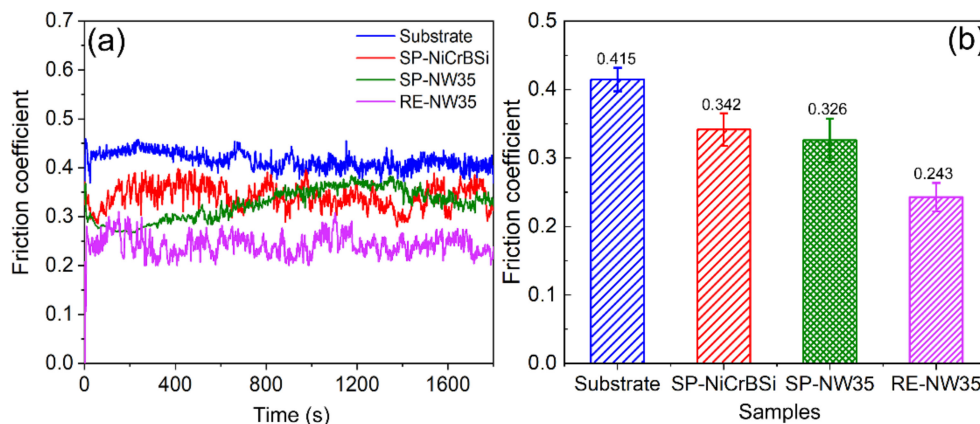 (a)
Friction coefficient
0.7
0.6
0.5
0.4
0.3
0.2
0.1
0.0
Substrate
SP-NiCrBSi
SP-NW35
RE-NW35
0 400 800 1200 1600
Time (s)
(b)
Friction coefficient
0.5
0.4
0.3
0.2
0.1
0.0
0.415
0.342
0.326
0.243
Substrate SP-NiCrBSi SP-NW35 RE-NW35
Samples